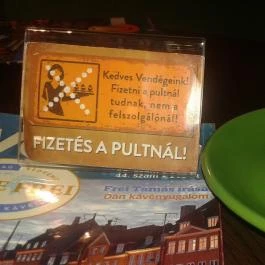 Kedves Vendégeink!
Fizetni a pultnál
tudnak, nem a
felszolgálónál!
FIZETÉS A PULTNÁL!
44. szám
Frei Tamás írása
Dán kávényugalom